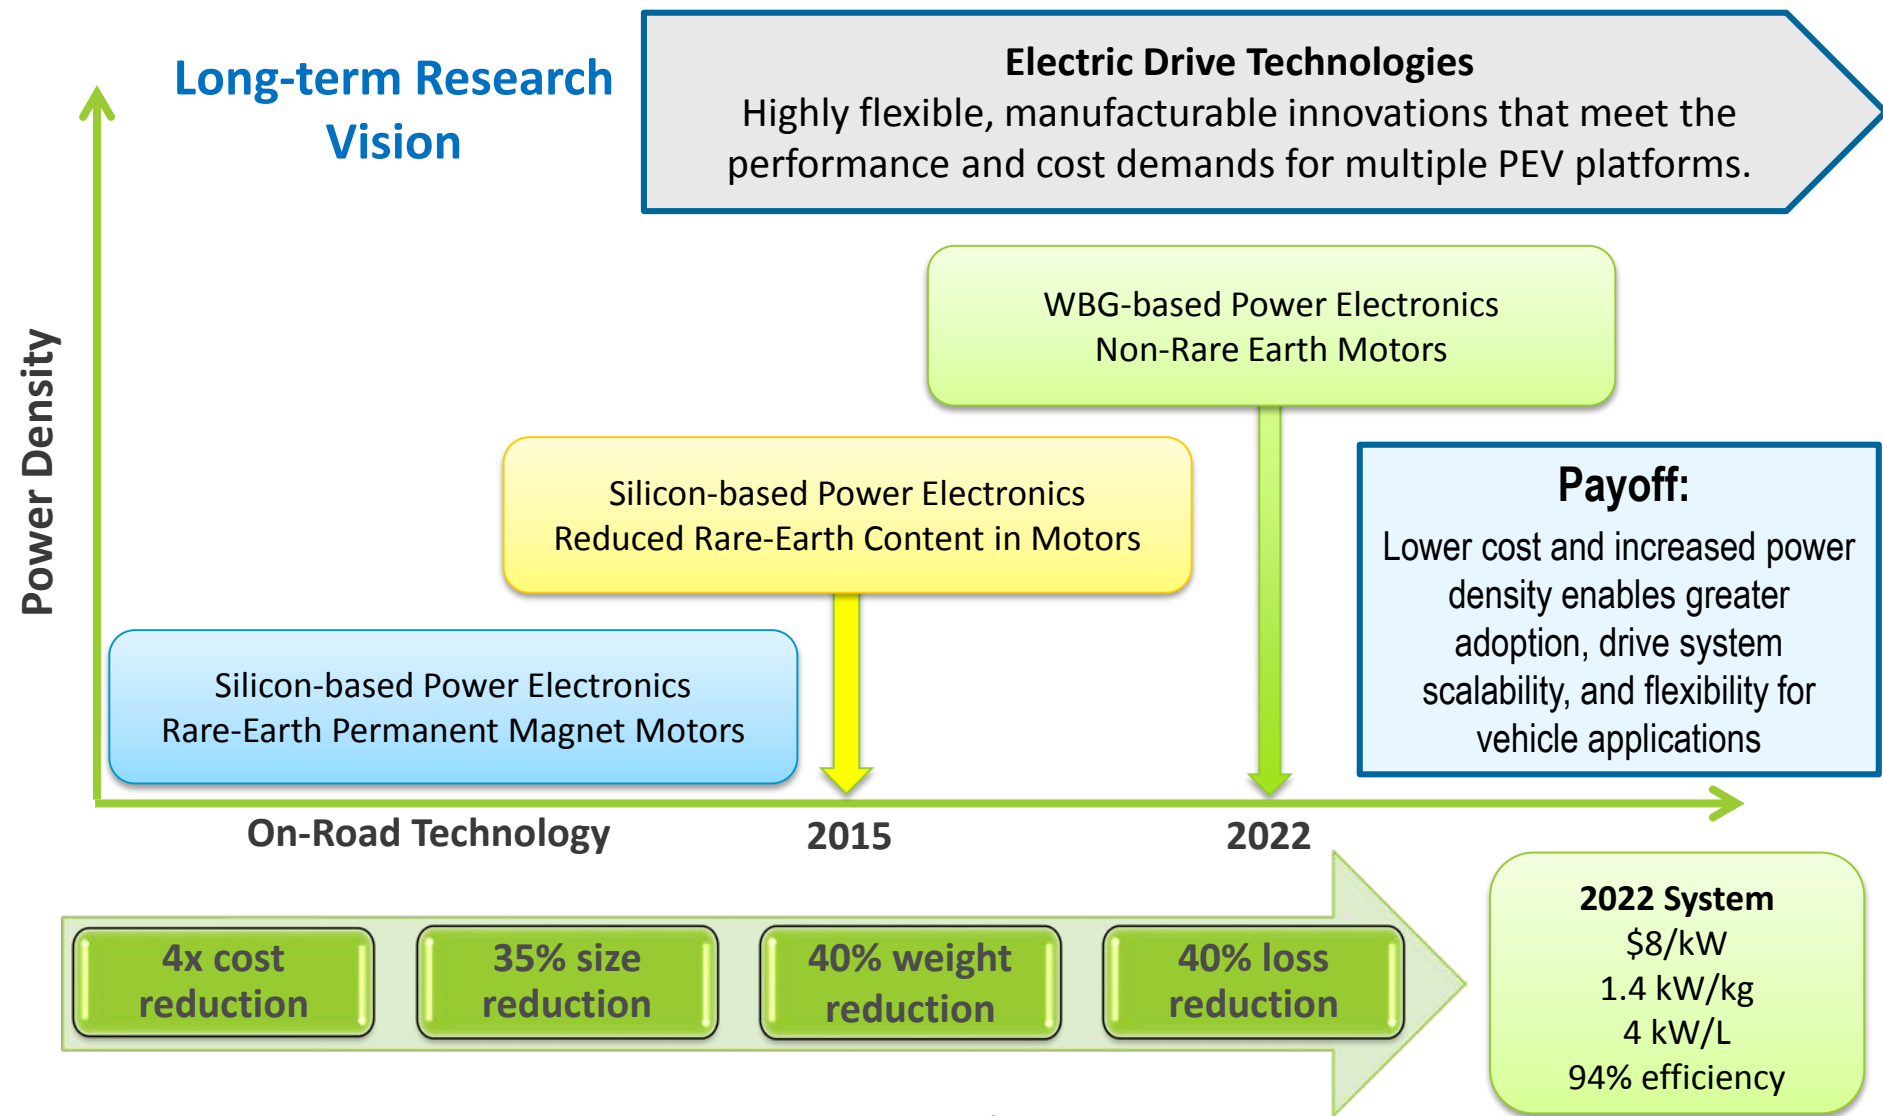 Long-term Research
Vision
Electric Drive Technologies
Highly flexible, manufacturable innovations that meet the
performance and cost demands for multiple PEV platforms.
Power Density
WBG-based Power Electronics
Non-Rare Earth Motors
Silicon-based Power Electronics
Reduced Rare-Earth Content in Motors
Silicon-based Power Electronics
Rare-Earth Permanent Magnet Motors
Payoff:
Lower cost and increased power
density enables greater
adoption, drive system
scalability, and flexibility for
vehicle applications
On-Road Technology
2015
2022
4x cost
reduction
35% size
reduction
40% weight
reduction
40% loss
reduction
2022 System
$8/kW
1.4 kW/kg
4 kW/L
94% efficiency